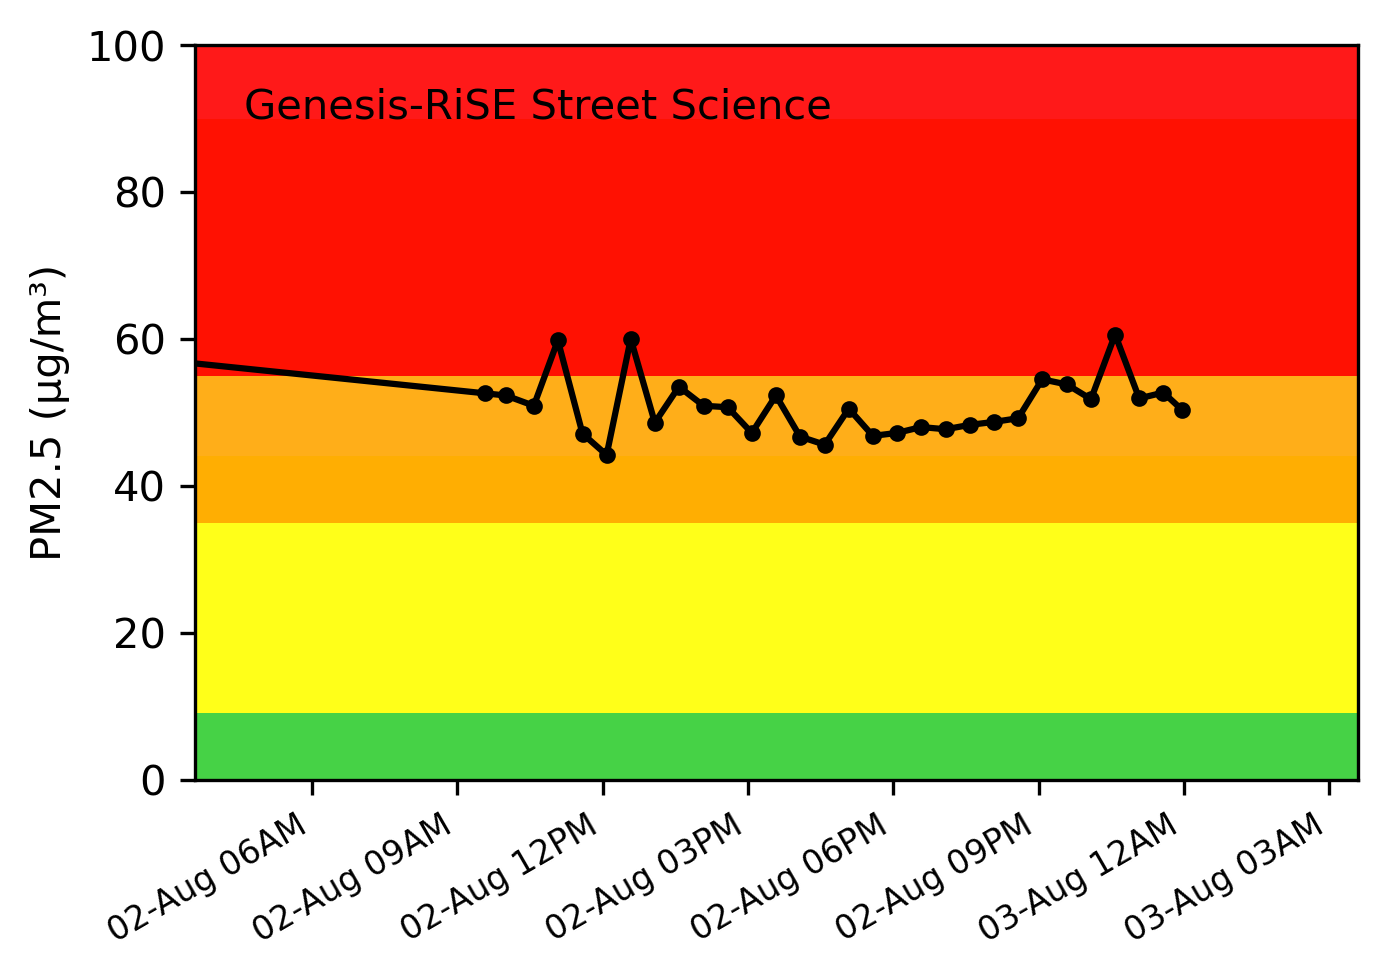 100
Genesis-RiSE Street Science
80
60
40
20
0
PM2.5 (µg/m³)
02-Aug 06AM
02-Aug 09AM
02-Aug 12PM
02-Aug 03PM
02-Aug 06PM
02-Aug 09PM
03-Aug 12AM
03-Aug 03AM